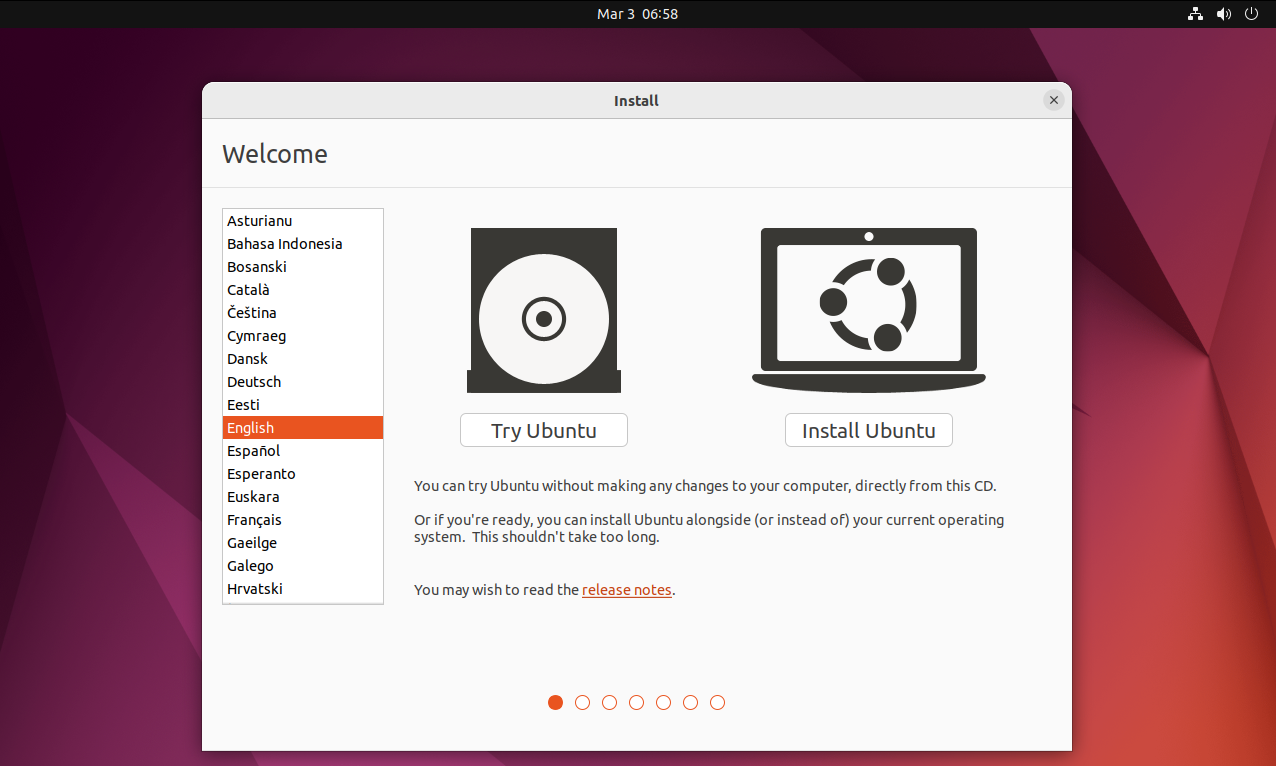 Mar 3 06:58
Install
Welcome
Asturianu
Bahasa Indonesia
Bosanski
Català
Čeština
Cymraeg
Dansk
Deutsch
Eesti
English
Español
Esperanto
Euskara
Français
Gaeilge
Galego
Hrvatski
Try Ubuntu
Install Ubuntu
You can try Ubuntu without making any changes to your computer, directly from this CD.
Or if you're ready, you can install Ubuntu alongside (or instead of) your current operating
system. This shouldn't take too long.
You may wish to read the release notes.